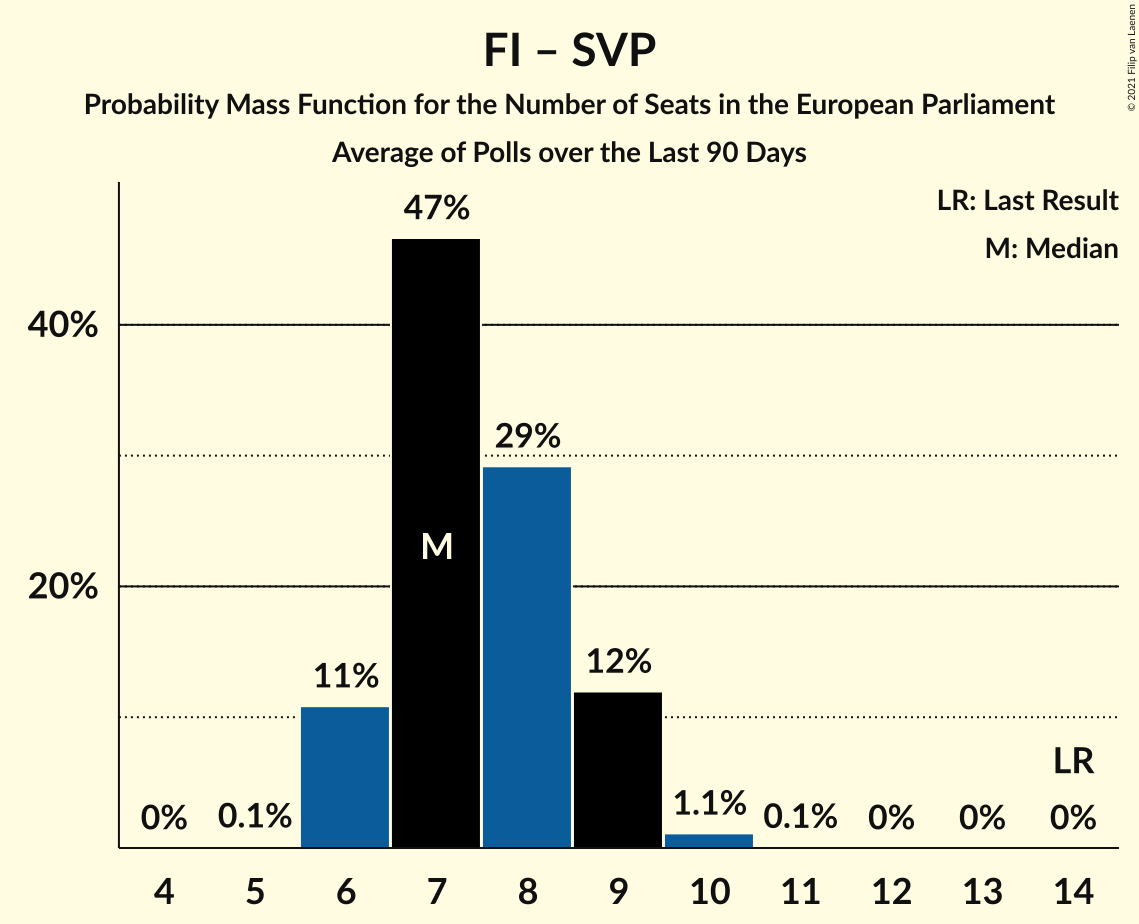 FI – SVP
Probability Mass Function for the Number of Seats in the European Parliament
Average of Polls over the Last 90 Days
© 2021 Filip van Laenen
LR: Last Result
M: Median
47%
40%
29%
M
20%
12%
11%
LR
1.1%
0% 0.1% 0.1% 0% 0% 0%
4 5 6 7 8 9 10 11 12 13 14